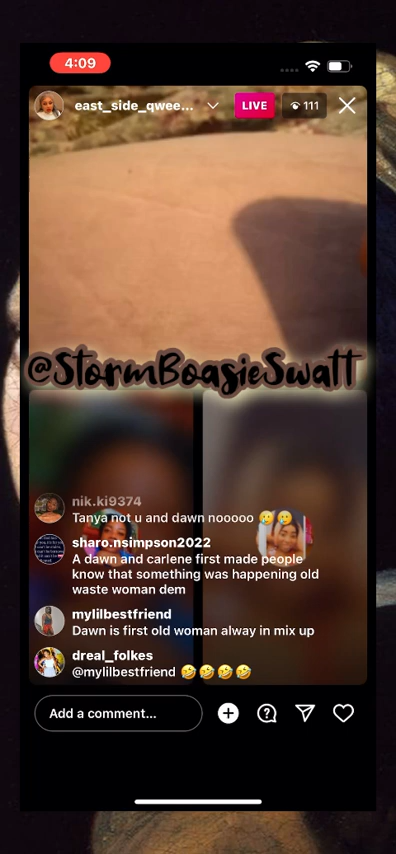 4:09
east_side_qwee...
LIVE
111
@StormBoasieSwatt
nik.ki9374
Tanya not u and dawn nooooo 🥲🥲
sharo.nsimpson2022
A dawn and carlene first made people
know that something was happening old
waste woman dem
mylilbestfriend
Dawn is first old woman alway in mix up
dreal_folkes
@mylilbestfriend 🤣🤣🤣🤣
Add a comment...